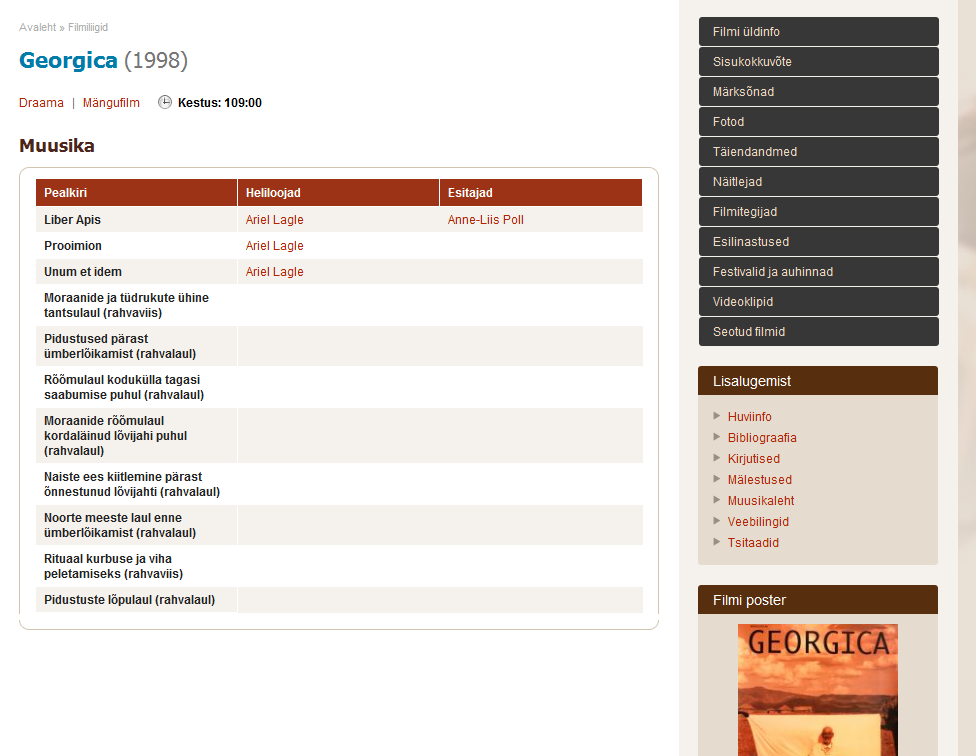 Avaleht » Filmiliigid
Georgica (1998)
Draama | Mängufilm Kestus: 109:00
Muusika
Pealkiri Heliloojad Esitajad
Liber Apis Ariel Lagle Anne-Liis Poll
Prooimion Ariel Lagle
Unum et idem Ariel Lagle
Moraanide ja tüdrukute ühine
tantsulaul (rahvaviis)
Pidustused pärast
ümberlõikamist (rahvalaul)
Rõõmulaul kodukülla tagasi
saabumise puhul (rahvalaul)
Moraanide rõõmulaul
kordaläinud lõvijahi puhul
(rahvalaul)
Naiste ees kiitlemine pärast
õnnestunud lõvijahti (rahvalaul)
Noorte meeste laul enne
ümberlõikamist (rahvalaul)
Rituaal kurbuse ja viha
peletamiseks (rahvaviis)
Pidustuste lõpulaul (rahvalaul)
Filmi üldinfo
Sisukokkuvõte
Märksõnad
Fotod
Täiendandmed
Näitlejad
Filmitegijad
Esilinastused
Festivalid ja auhinnad
Videoklipid
Seotud filmid
Lisalugemist
Huviinfo
Bibliograafia
Kirjutised
Mälestused
Muusikaleht
Veebilingid
Tsitaadid
Filmi poster
GEORGICA